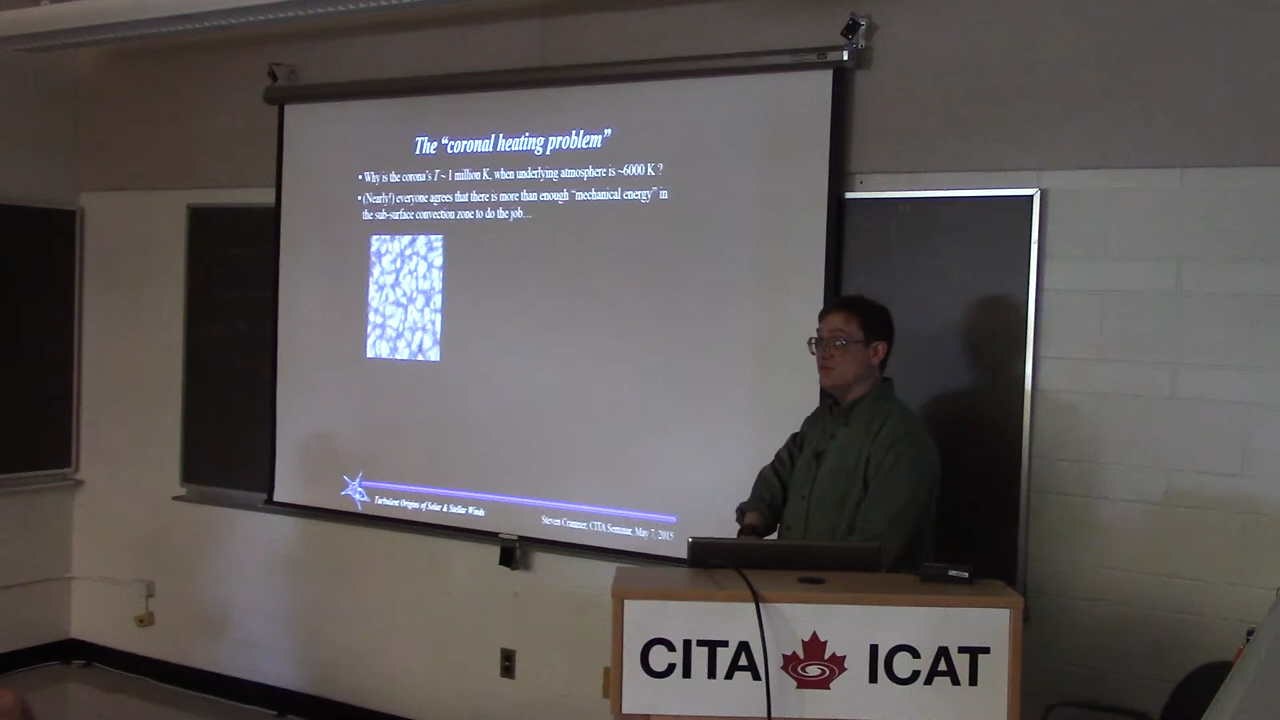 The “coronal heating problem”
• Why is the corona's T ~ 1 million K, when underlying atmosphere is ~6000 K ?
• (Nearly!) everyone agrees that there is more than enough “mechanical energy” in
the sub-surface convection zone to do the job…
Turbulent Origins of Solar & Stellar Winds
Steven Cranmer, CITA Seminar, May 7, 2015
CITA ICAT